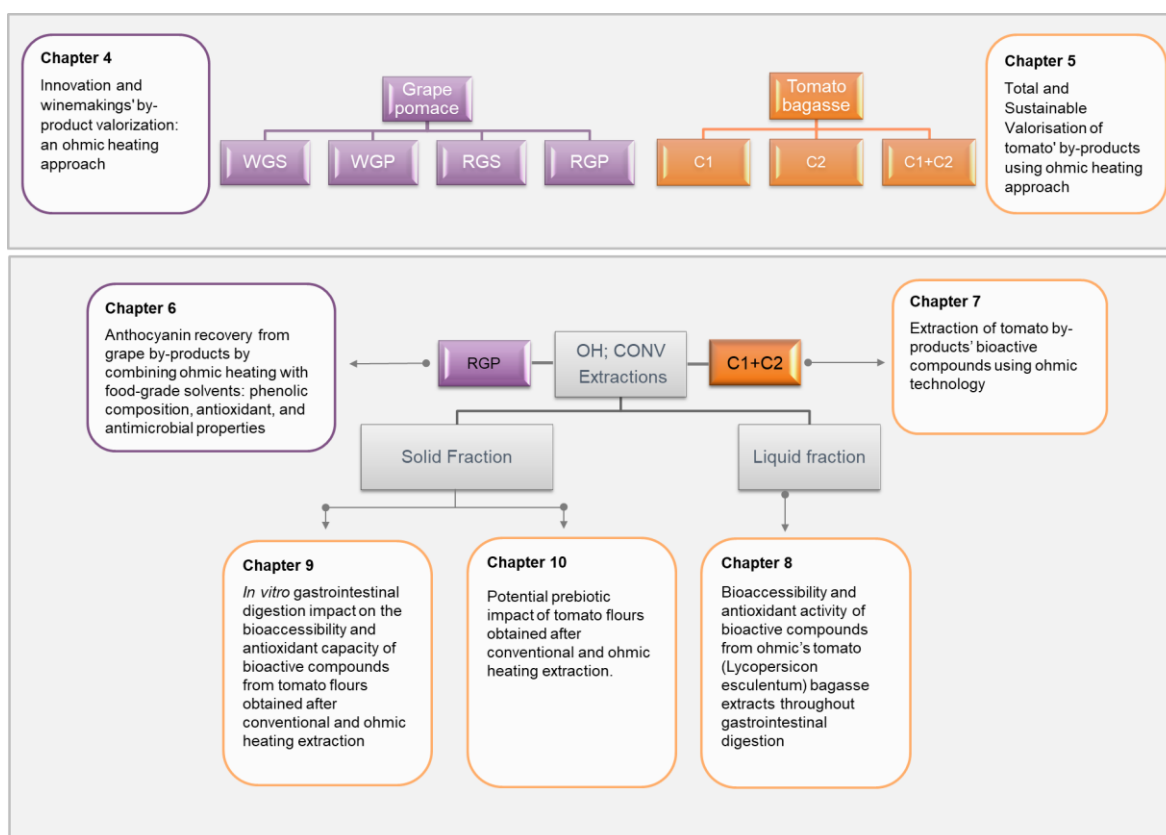 Chapter 4
Innovation and
winemakings' by-
product valorization:
an ohmic heating
approach
Grape
pomace
WGS
WGP
RGS
RGP
Tomato
bagasse
C1
C2
C1+C2
Chapter 5
Total and
Sustainable
Valorisation of
tomato' by-products
using ohmic heating
approach
Chapter 6
Anthocyanin recovery from
grape by-products by
combining ohmic heating with
food-grade solvents: phenolic
composition, antioxidant, and
antimicrobial properties
RGP
OH; CONV
Extractions
C1+C2
Chapter 7
Extraction of tomato by-
products' bioactive
compounds using ohmic
technology
Solid Fraction
Liquid fraction
Chapter 9
In vitro gastrointestinal
digestion impact on the
bioaccessibility and
antioxidant capacity of
bioactive compounds
from tomato flours
obtained after
conventional and ohmic
heating extraction
Chapter 10
Potential prebiotic
impact of tomato flours
obtained after
conventional and ohmic
heating extraction.
Chapter 8
Bioaccessibility and
antioxidant activity of
bioactive compounds
from ohmic's tomato
(Lycopersicon
esculentum) bagasse
extracts throughout
gastrointestinal
digestion